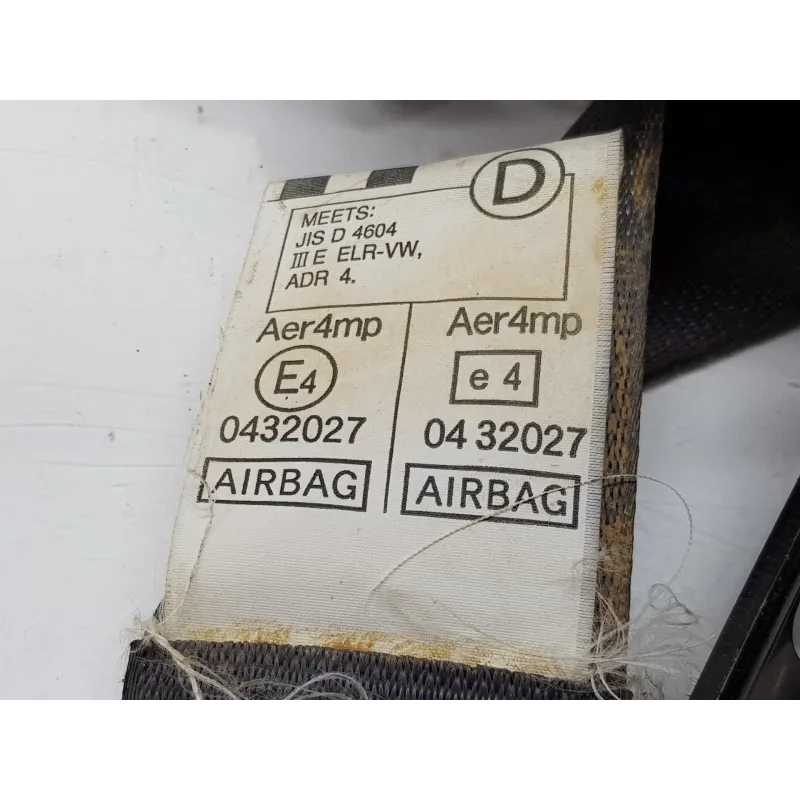 D
MEETS:
JIS D 4604
III E ELR-VW,
ADR 4.
Aer4mp
E4
0432027
AIRBAG
Aer4mp
e 4
04 32027
AIRBAG